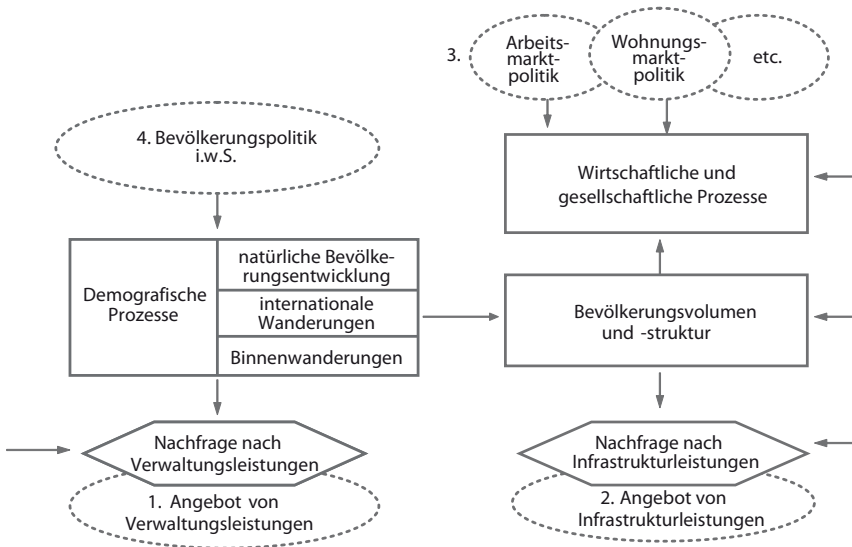 3.
Arbeits-
markt-
politik
Wohnungs-
markt-
politik
etc.
4. Bevölkerungspolitik
i.w.S.
Wirtschaftliche und
gesellschaftliche Prozesse
Demografische
Prozesse
natürliche Bevölke-
rungsentwicklung
internationale
Wanderungen
Binnenwanderungen
Bevölkerungsvolumen
und -struktur
Nachfrage nach
Verwaltungsleistungen
1. Angebot von
Verwaltungsleistungen
Nachfrage nach
Infrastrukturleistungen
2. Angebot von
Infrastrukturleistungen